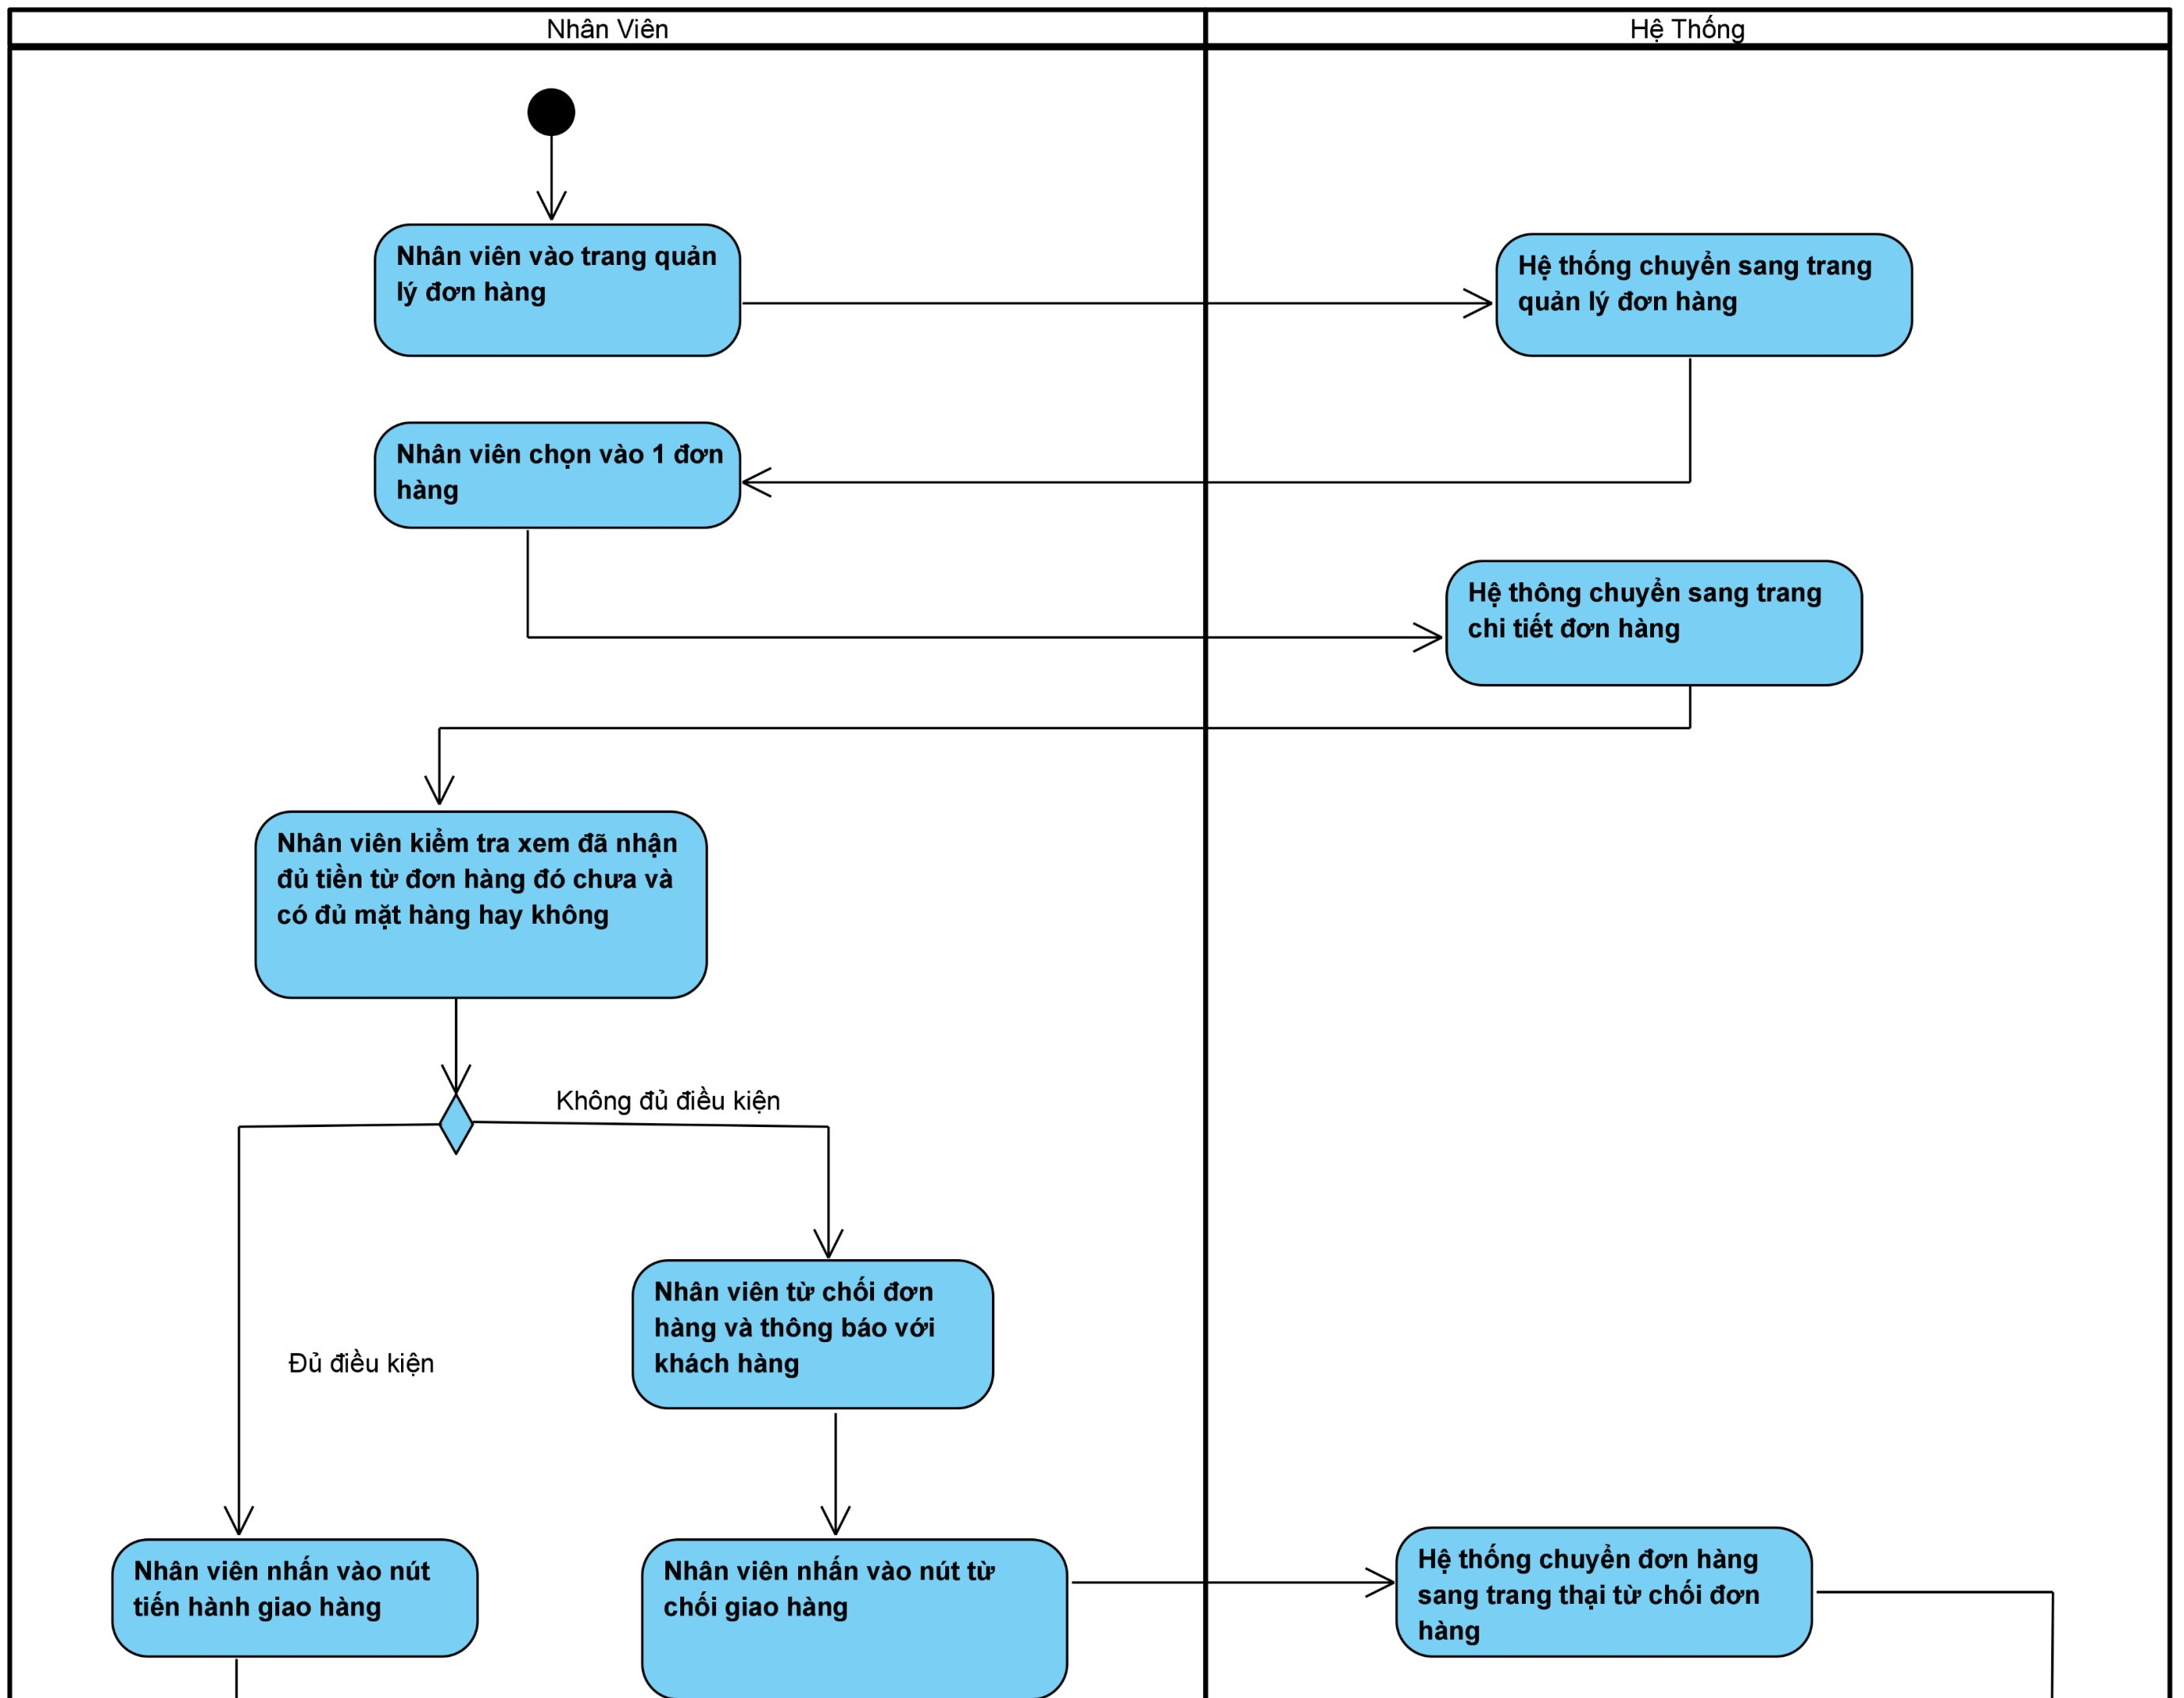 Nhân Viên
Hệ Thống
Nhân viên vào trang quản
lý đơn hàng
Hệ thống chuyển sang trang
quản lý đơn hàng
Nhân viên chọn vào 1 đơn
hàng
Hệ thông chuyển sang trang
chi tiết đơn hàng
Nhân viên kiểm tra xem đã nhận
đủ tiền từ đơn hàng đó chưa và
có đủ mặt hàng hay không
Không đủ điều kiện
Nhân viên từ chối đơn
hàng và thông báo với
khách hàng
Đủ điều kiện
Nhân viên nhấn vào nút
tiến hành giao hàng
Nhân viên nhấn vào nút từ
chối giao hàng
Hệ thống chuyển đơn hàng
sang trang thại từ chối đơn
hàng